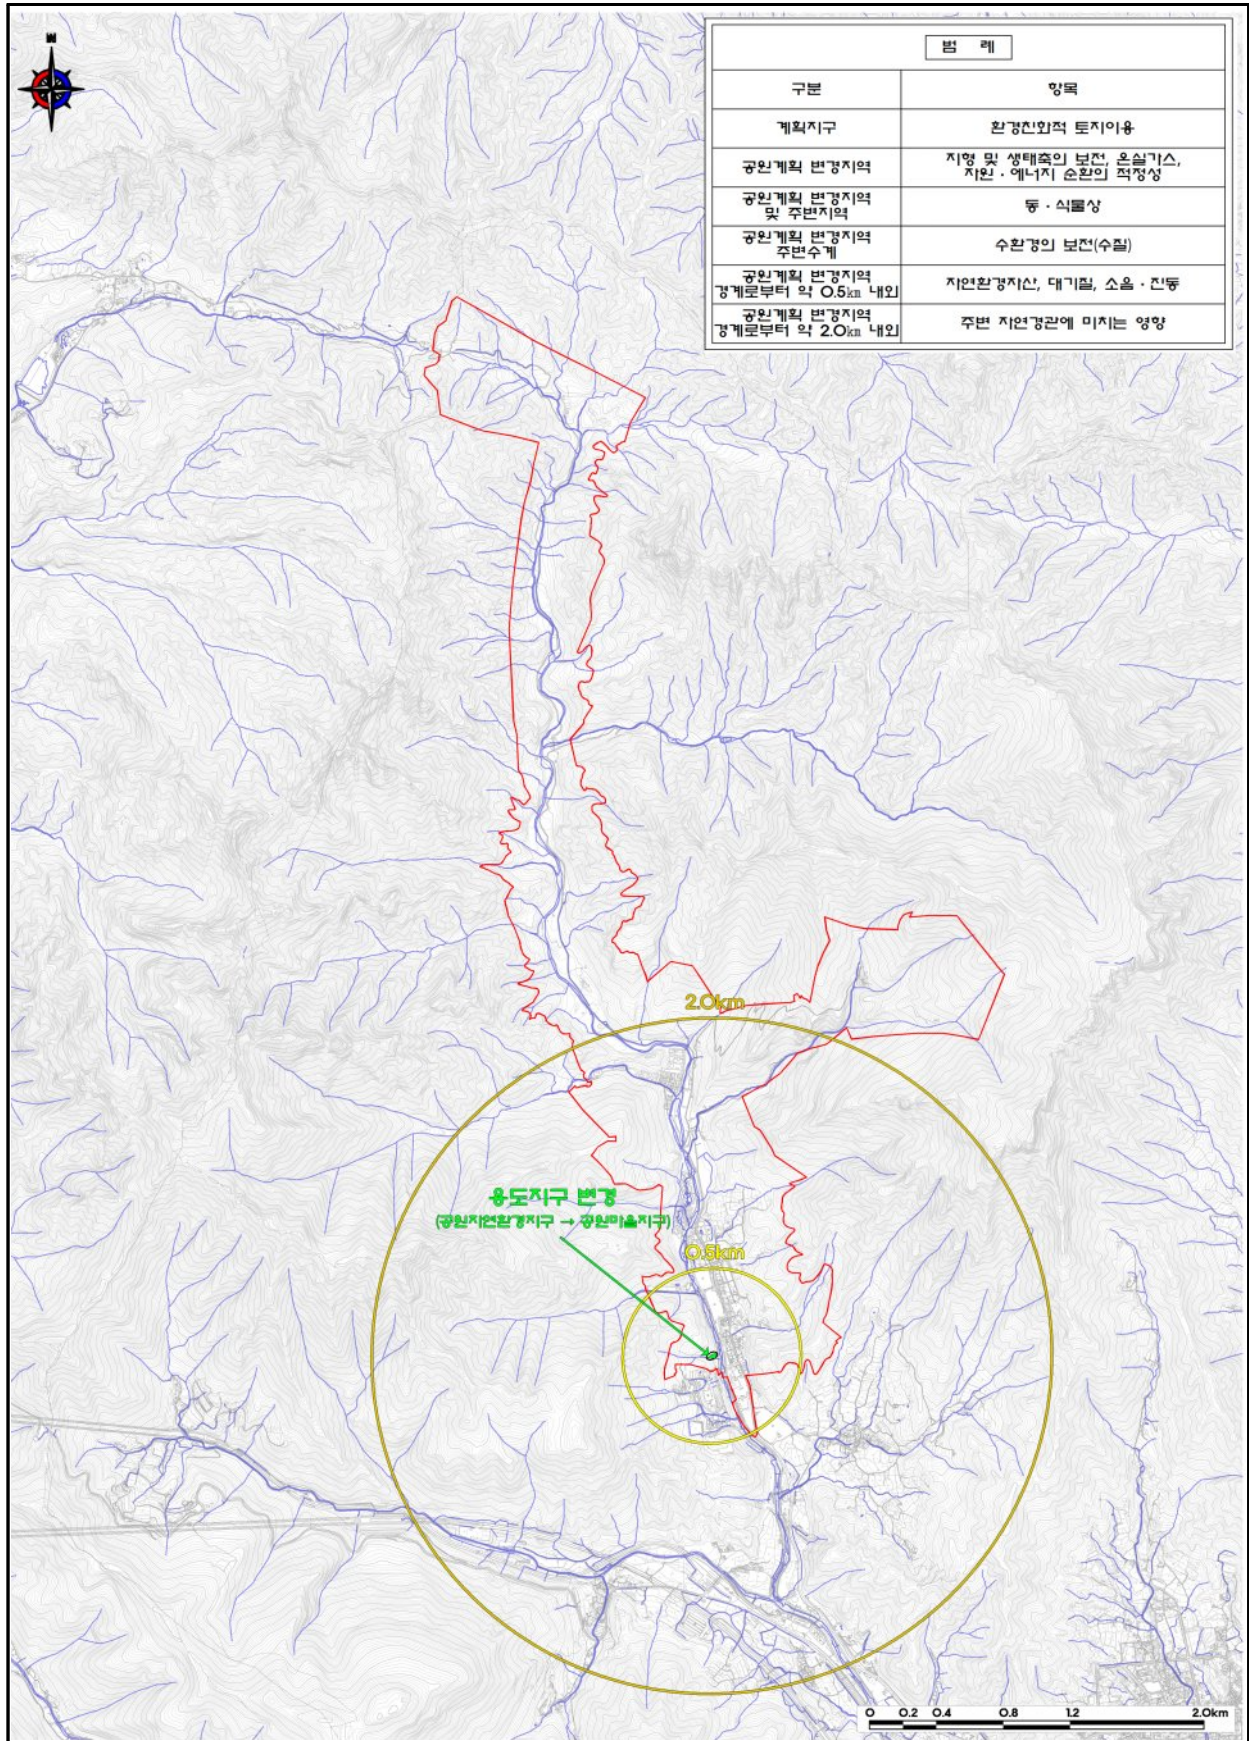 N
범 례
구분 항목
계획지구 환경친화적 토지이용
공원계획 변경지역 지형 및 생태축의 보전, 온실가스,
자원 · 에너지 순환의 적정성
공원계획 변경지역
및 주변지역 동 · 식물상
공원계획 변경지역
주변수계 수환경의 보전(수질)
공원계획 변경지역
경계로부터 약 0.5㎞ 내외 자연환경자산, 대기질, 소음 · 진동
공원계획 변경지역
경계로부터 약 2.0㎞ 내외 주변 자연경관에 미치는 영향
2.0km
용도지구 변경
(공원자연환경지구 → 공원마을지구)
0.5km
0 0.2 0.4 0.8 1.2 2.0km